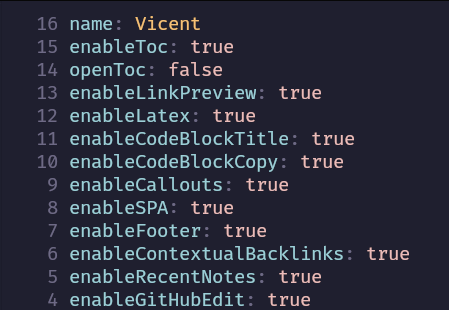 16 name: Vicent
15 enableToc: true
14 openToc: false
13 enableLinkPreview: true
12 enableLatex: true
11 enableCodeBlockTitle: true
10 enableCodeBlockCopy: true
9 enableCallouts: true
8 enableSPA: true
7 enableFooter: true
6 enableContextualBacklinks: true
5 enableRecentNotes: true
4 enableGitHubEdit: true